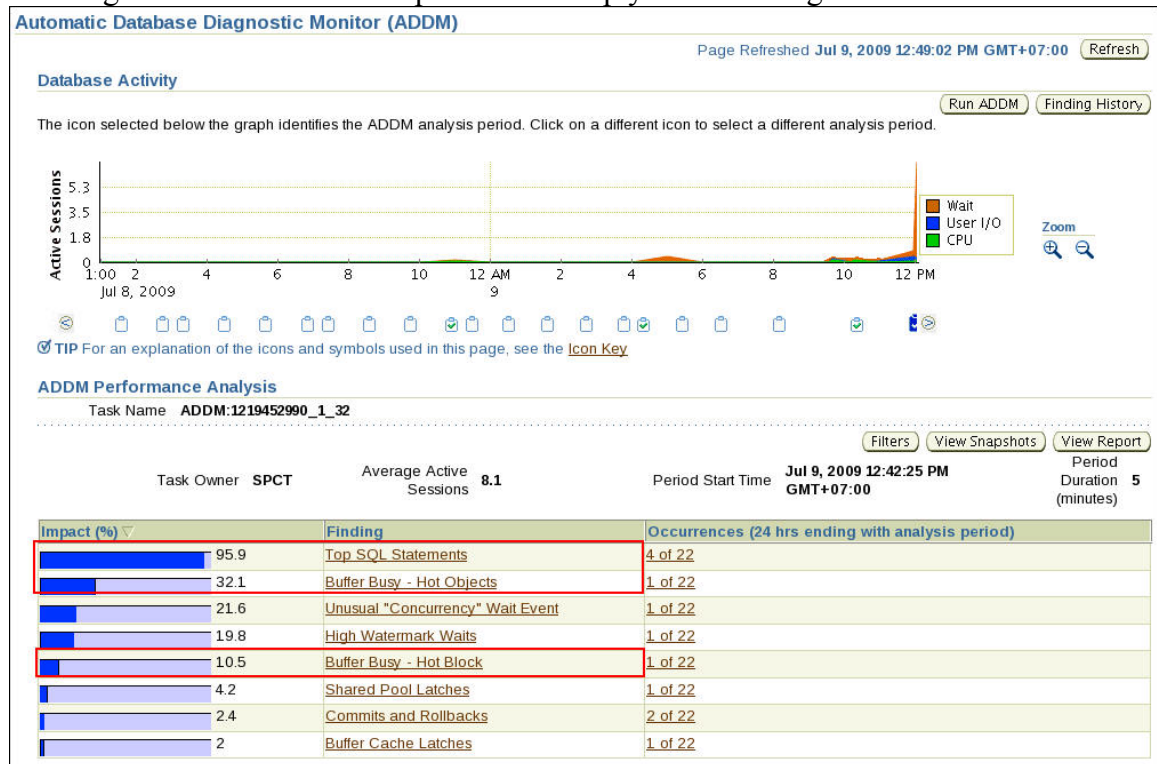 Automatic Database Diagnostic Monitor (ADDM)
Page Refreshed Jul 9, 2009 12:49:02 PM GMT+07:00 Refresh
Database Activity
Run ADDM Finding History
The icon selected below the graph identifies the ADDM analysis period. Click on a different icon to select a different analysis period.
Active Sessions
5.3
3.5
1.8
0
Wait
User I/O
CPU
Zoom
1:00 2 4 6 8 10 12 AM 2 4 6 8 10 12 PM
Jul 8, 2009 9
TIP For an explanation of the icons and symbols used in this page, see the Icon Key
ADDM Performance Analysis
Task Name ADDM:1219452990_1_32
Filters View Snapshots View Report
Task Owner SPCT Average Active Sessions 8.1 Period Start Time Jul 9, 2009 12:42:25 PM GMT+07:00 Period Duration (minutes) 5
Impact (%) Finding Occurrences (24 hrs ending with analysis period)
95.9 Top SQL Statements 4 of 22
32.1 Buffer Busy - Hot Objects 1 of 22
21.6 Unusual "Concurrency" Wait Event 1 of 22
19.8 High Watermark Waits 1 of 22
10.5 Buffer Busy - Hot Block 1 of 22
4.2 Shared Pool Latches 1 of 22
2.4 Commits and Rollbacks 2 of 22
2 Buffer Cache Latches 1 of 22